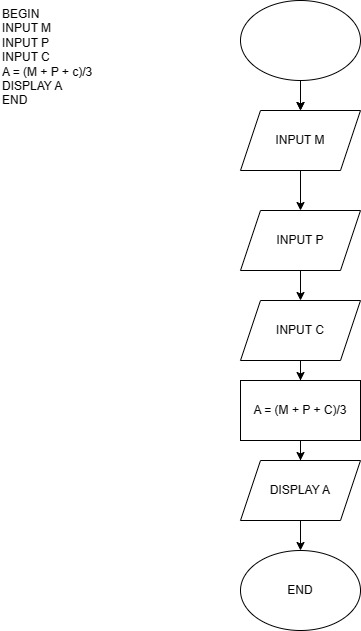 BEGIN
INPUT M
INPUT P
INPUT C
A = (M + P + c)/3
DISPLAY A
END
INPUT M
INPUT P
INPUT C
A = (M + P + C)/3
DISPLAY A
END